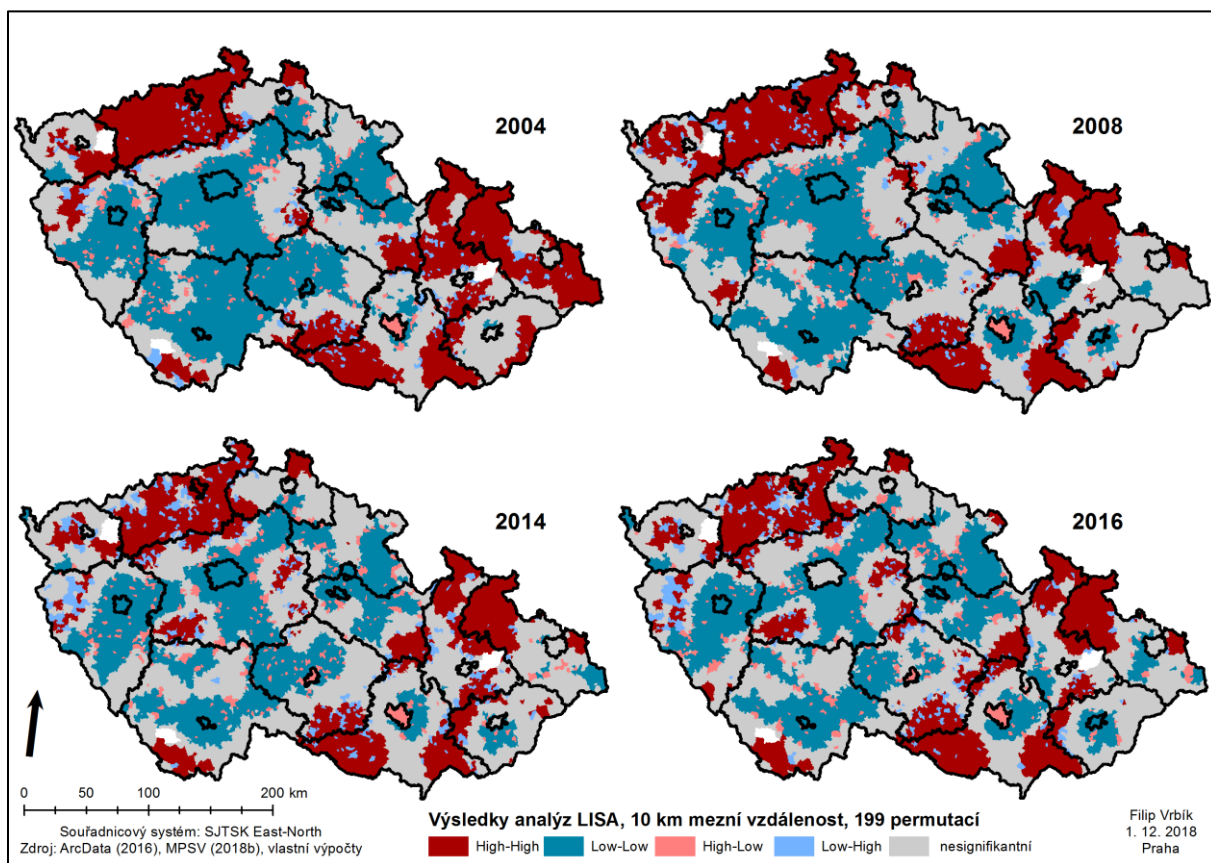 2004
2008
2014
2016
0 50 100 200 km
Souřadnicový systém: SJTSK East-North
Zdroj: ArcData (2016), MPSV (2018b), vlastní výpočty
Výsledky analýz LISA, 10 km mezní vzdálenost, 199 permutací
High-High Low-Low High-Low Low-High nesignifikantní
Filip Vrbík
1. 12. 2018
Praha